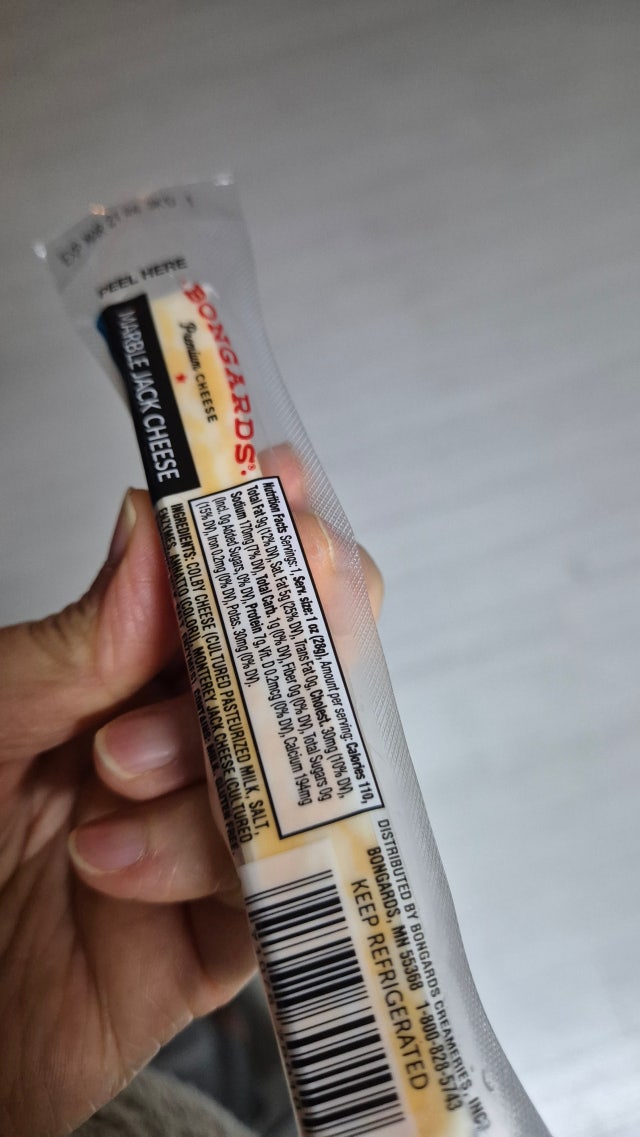 PEEL HERE
BONGARDS®
Premium CHEESE
MARBLE JACK CHEESE
Nutrition Facts Servings: 1, Serv. size: 1 oz (28g), Amount per serving: Calories 110,
Total Fat 9g (12% DV), Sat. Fat 5g (25% DV), Trans Fat 0g, Cholest. 30mg (10% DV),
Sodium 170mg (7% DV), Total Carb. 1g (0% DV), Fiber 0g (0% DV), Total Sugars 0g
(Incl. 0g Added Sugars, 0% DV), Protein 7g, Vit. D 0.2mcg (0% DV), Calcium 194mg
(15% DV), Iron 0.2mg (0% DV), Potas. 30mg (0% DV).
INGREDIENTS: COLBY CHEESE (CULTURED PASTEURIZED MILK, SALT,
ENZYMES, ANNATTO (COLOR)), MONTEREY JACK CHEESE (CULTURED
DISTRIBUTED BY BONGARDS CREAMERIES, INC.
BONGARDS, MN 55368 1-800-828-5743
KEEP REFRIGERATED